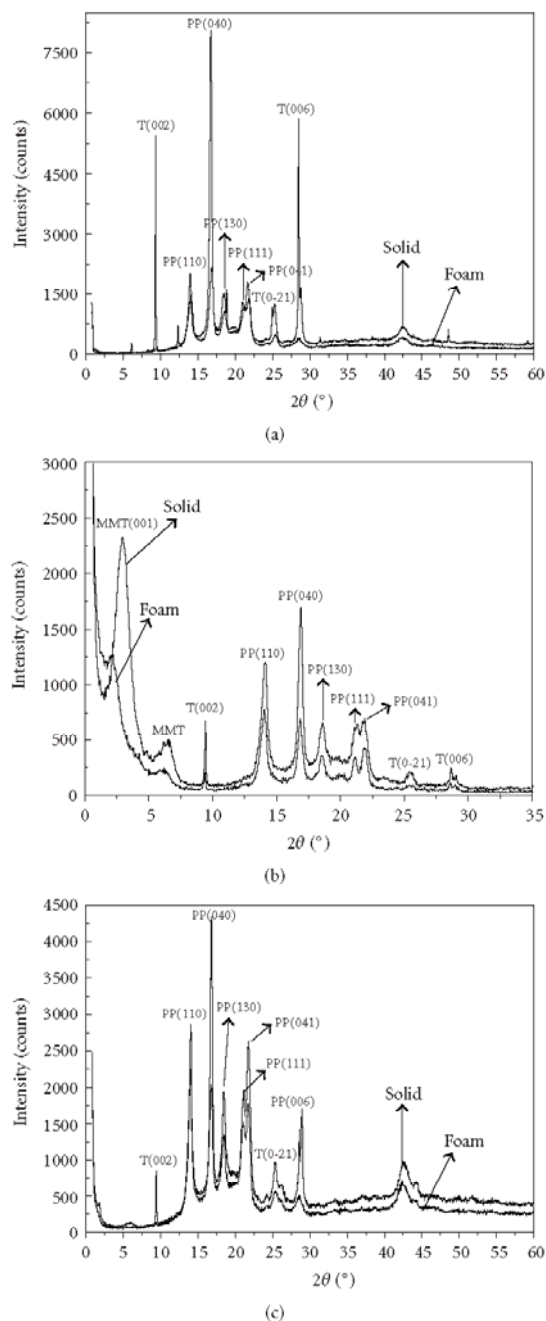 PP(040)
7500
6000
T(002)
T(006)
4500
Intensity (counts)
3000
PP(130)
PP(111)
Solid
PP(110)
PP(041)
Foam
1500
T(0-21)
0
0 5 10 15 20 25 30 35 40 45 50 55 60
2θ (°)
(a)
3000
Solid
2500
MMT(001)
2000
Foam
PP(040)
Intensity (counts)
1500
PP(110)
PP(130)
1000
PP(111)
PP(041)
T(002)
MMT
500
T(0-21)
T(006)
0
0 5 10 15 20 25 30 35
2θ (°)
(b)
4500
PP(040)
4000
3500
3000
PP(110)
PP(130)
PP(041)
2500
Intensity (counts)
2000
PP(111)
1500
PP(006)
Solid
1000
T(002)
T(0-21)
Foam
500
0
0 5 10 15 20 25 30 35 40 45 50 55 60
2θ (°)
(c)